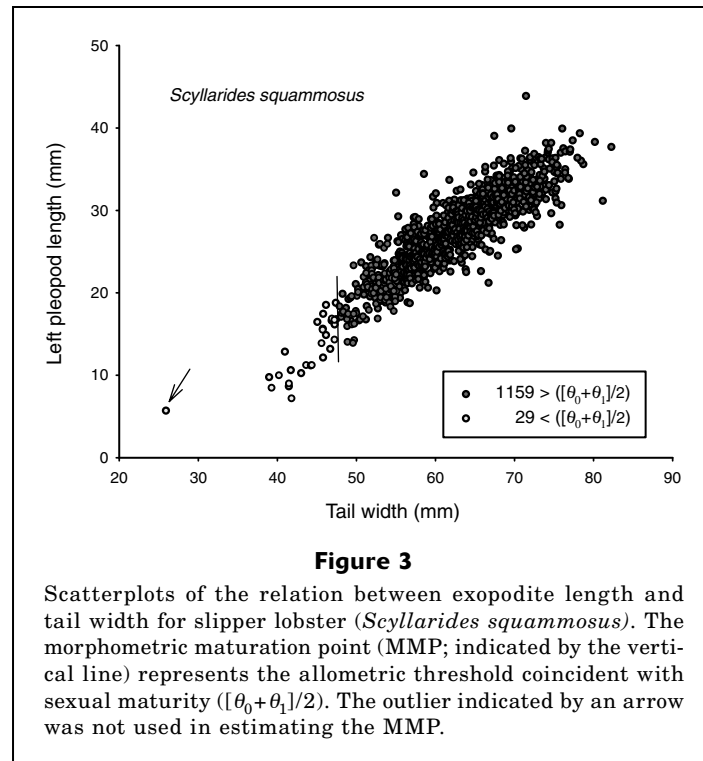 50
Scyllarides squammosus
40
30
20
10
0
Left pleopod length (mm)
1159 > ([θ₀+θ₁]/2)
29 < ([θ₀+θ₁]/2)
20 30 40 50 60 70 80 90
Tail width (mm)
Figure 3
Scatterplots of the relation between exopodite length and
tail width for slipper lobster (Scyllarides squammosus). The
morphometric maturation point (MMP; indicated by the verti-
cal line) represents the allometric threshold coincident with
sexual maturity ([θ₀+θ₁]/2). The outlier indicated by an arrow
was not used in estimating the MMP.